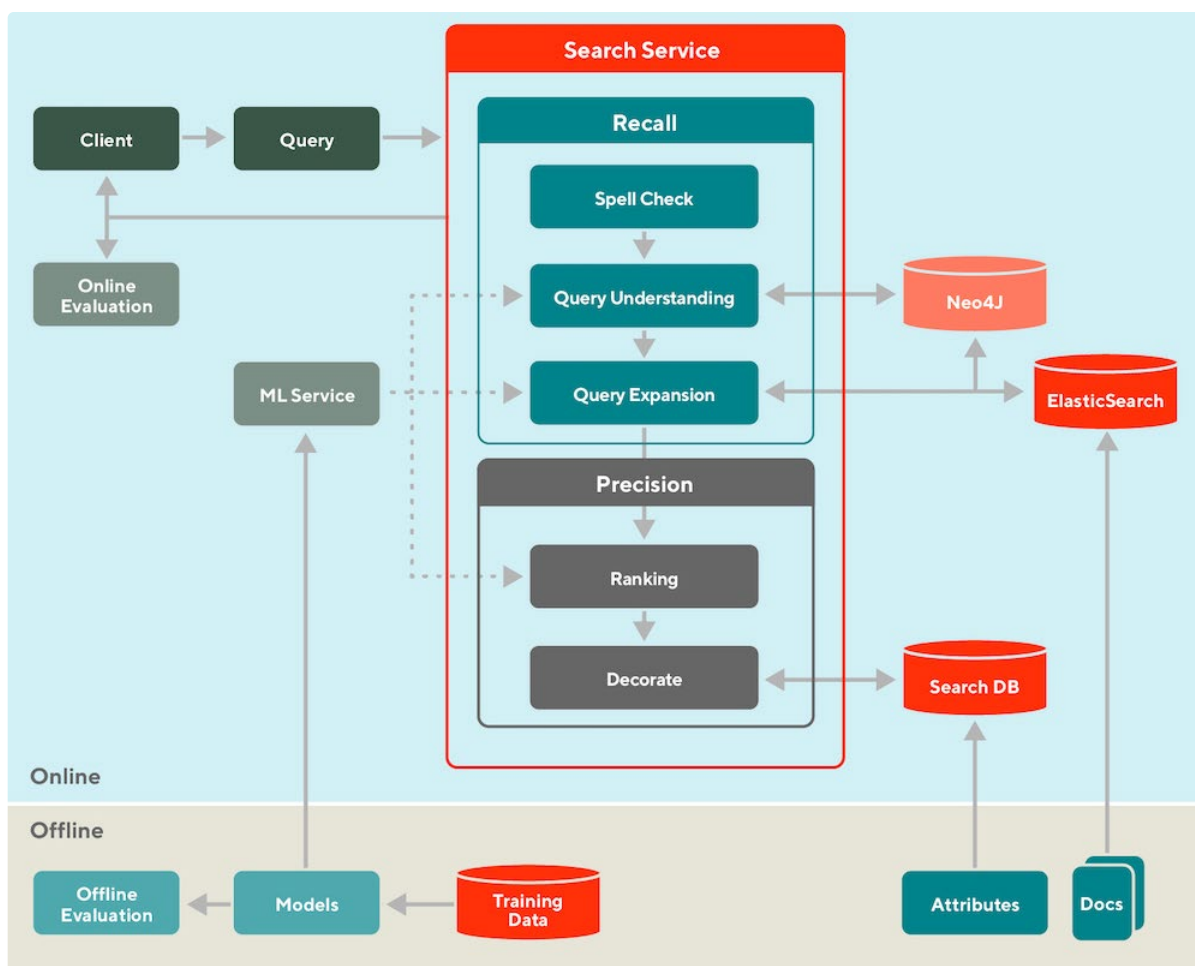 Search Service
Recall
Client
Query
Spell Check
Online
Evaluation
Query Understanding
Neo4J
ML Service
Query Expansion
ElasticSearch
Precision
Ranking
Decorate
Search DB
Online
Offline
Offline
Evaluation
Models
Training
Data
Attributes
Docs